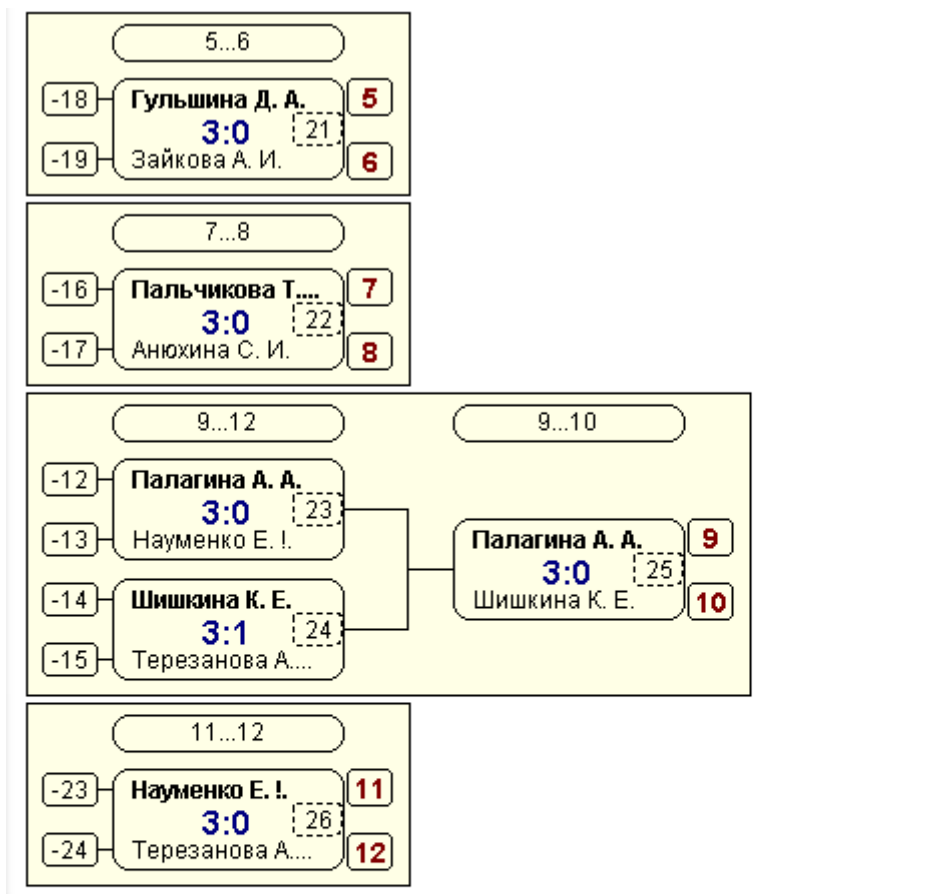 5...6
-18 Гульшина Д. А. 5
3:0 21
-19 Зайкова А. И. 6
7...8
-16 Пальчикова Т.... 7
3:0 22
-17 Анюхина С. И. 8
9...12 9...10
-12 Палагина А. А.
3:0 23
-13 Науменко Е. !.
Палагина А. А. 9
3:0 25
Шишкина К. Е. 10
-14 Шишкина К. Е.
3:1 24
-15 Терезанова А....
11...12
-23 Науменко Е. !. 11
3:0 26
-24 Терезанова А.... 12